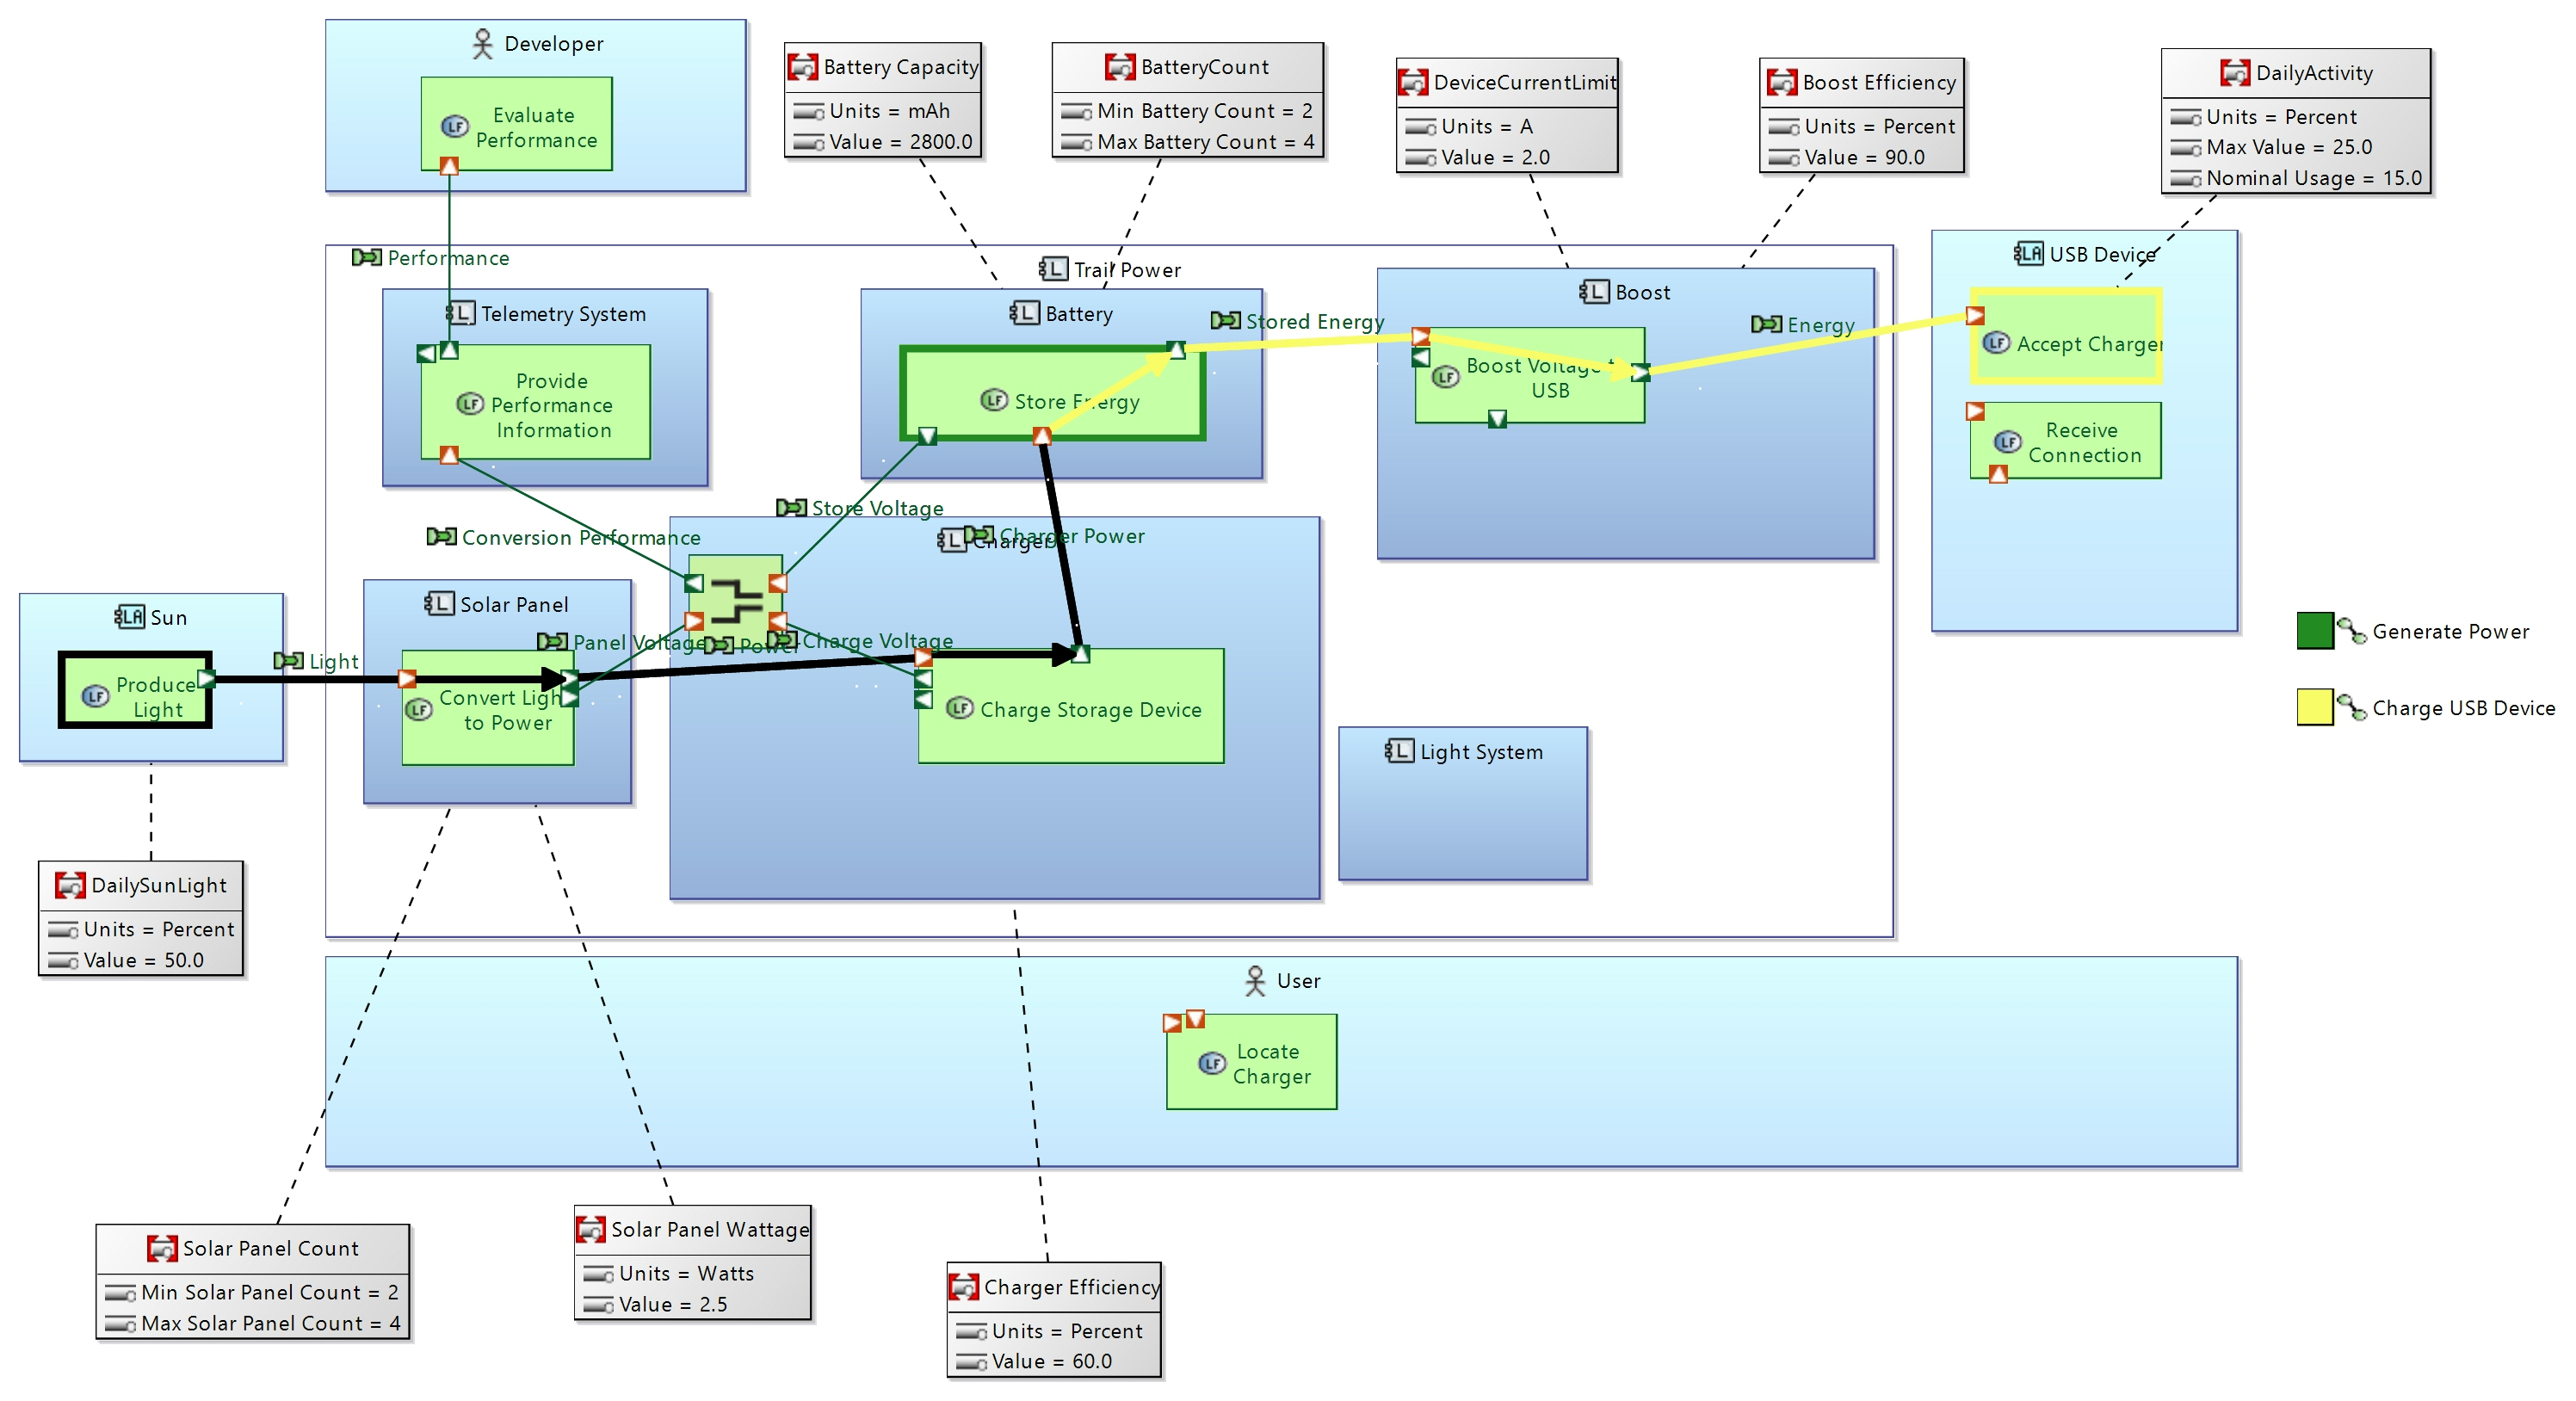 Developer
Evaluate
Performance
Battery Capacity
Units = mAh
Value = 2800.0
BatteryCount
Min Battery Count = 2
Max Battery Count = 4
DeviceCurrentLimit
Units = A
Value = 2.0
Boost Efficiency
Units = Percent
Value = 90.0
DailyActivity
Units = Percent
Max Value = 25.0
Nominal Usage = 15.0
Performance
Trail Power
Telemetry System
Provide
Performance
Information
Battery
Store Energy
Stored Energy
Boost
Boost Voltage
USB
Energy
USB Device
Accept Charger
Receive
Connection
Store Voltage
Conversion Performance
Charger
Charger Power
Sun
Produce
Light
Light
Solar Panel
Convert Light
to Power
Panel Voltage
Power
Charge Voltage
Charge Storage Device
Light System
Generate Power
Charge USB Device
DailySunLight
Units = Percent
Value = 50.0
User
Locate
Charger
Solar Panel Count
Min Solar Panel Count = 2
Max Solar Panel Count = 4
Solar Panel Wattage
Units = Watts
Value = 2.5
Charger Efficiency
Units = Percent
Value = 60.0